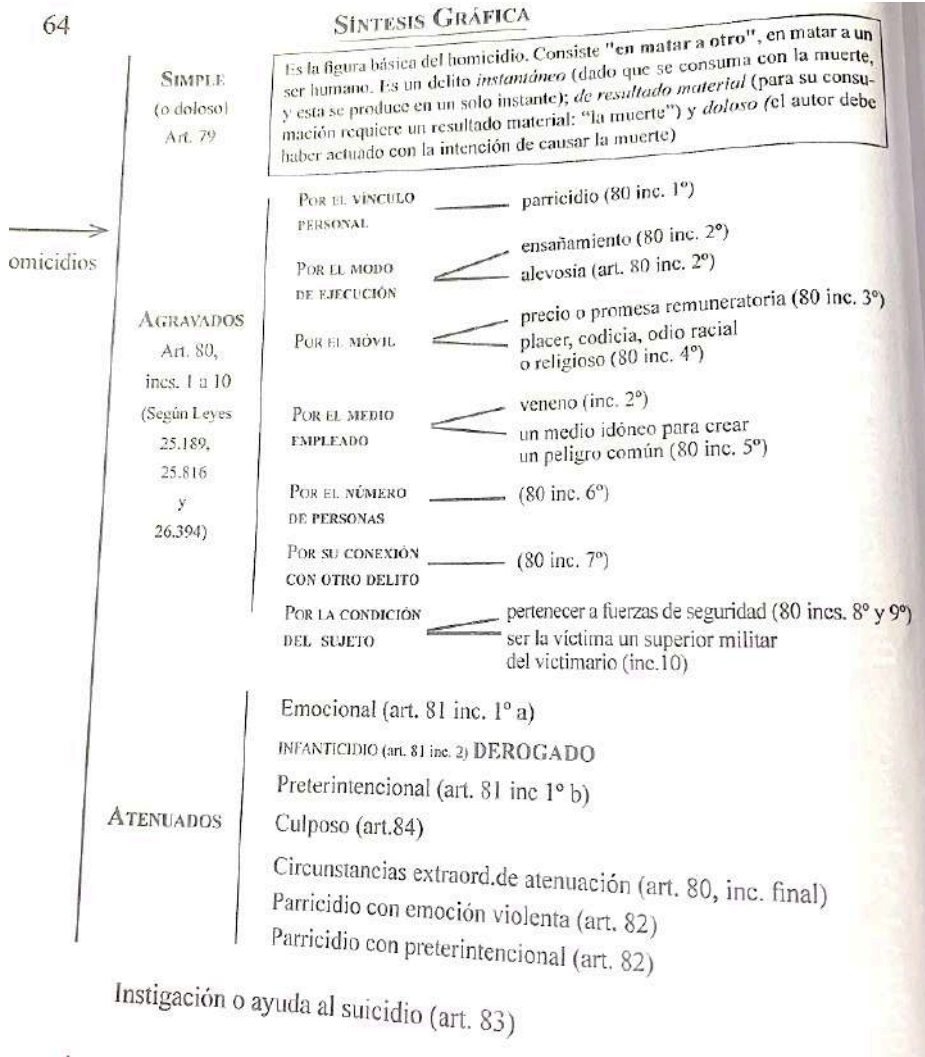 64
SÍNTESIS GRÁFICA
SIMPLE
(o doloso)
Art. 79
Es la figura básica del homicidio. Consiste "en matar a otro", en matar a un
ser humano. Es un delito instantáneo (dado que se consuma con la muerte,
y esta se produce en un solo instante); de resultado material (para su consu-
mación requiere un resultado material: "la muerte") y doloso (el autor debe
haber actuado con la intención de causar la muerte)
omicidios
AGRAVADOS
Art. 80,
incs. 1 a 10
(Según Leyes
25.189,
25.816
y
26.394)
POR EL VÍNCULO
PERSONAL
parricidio (80 inc. 1º)
POR EL MODO
DE EJECUCIÓN
ensañamiento (80 inc. 2º)
alevosía (art. 80 inc. 2º)
POR EL MÓVIL
precio o promesa remuneratoria (80 inc. 3º)
placer, codicia, odio racial
o religioso (80 inc. 4º)
POR EL MEDIO
EMPLEADO
veneno (inc. 2º)
un medio idóneo para crear
un peligro común (80 inc. 5º)
POR EL NÚMERO
DE PERSONAS
(80 inc. 6º)
POR SU CONEXIÓN
CON OTRO DELITO
(80 inc. 7º)
POR LA CONDICIÓN
DEL SUJETO
pertenecer a fuerzas de seguridad (80 incs. 8º y 9º)
ser la víctima un superior militar
del victimario (inc.10)
ATENUADOS
Emocional (art. 81 inc. 1º a)
INFANTICIDIO (art. 81 inc. 2) DEROGADO
Preterintencional (art. 81 inc 1º b)
Culposo (art.84)
Circunstancias extraord.de atenuación (art. 80, inc. final)
Parricidio con emoción violenta (art. 82)
Parricidio con preterintencional (art. 82)
Instigación o ayuda al suicidio (art. 83)